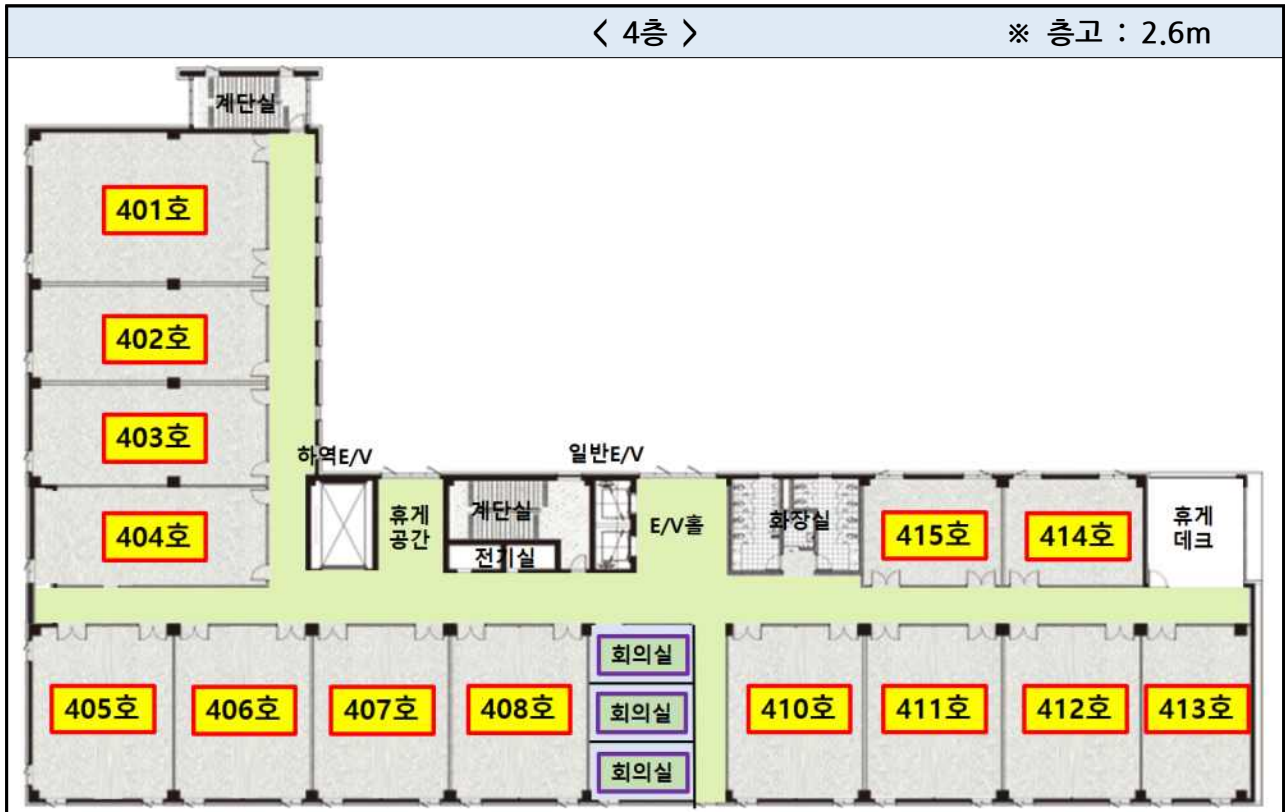 < 4층 >
※ 층고 : 2.6m
계단실
401호
402호
403호
404호
하역E/V
일반E/V
휴게
공간
계단실
전기실
E/V홀
화장실
415호
414호
휴게
데크
405호
406호
407호
408호
회의실
회의실
회의실
410호
411호
412호
413호